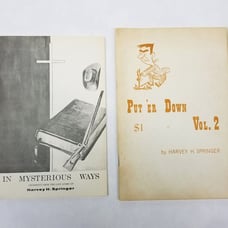 IN MYSTERIOUS WAYS
Harvey H. Springer
Put 'er Down
$1 - Vol. 2
by HARVEY H. SPRINGER